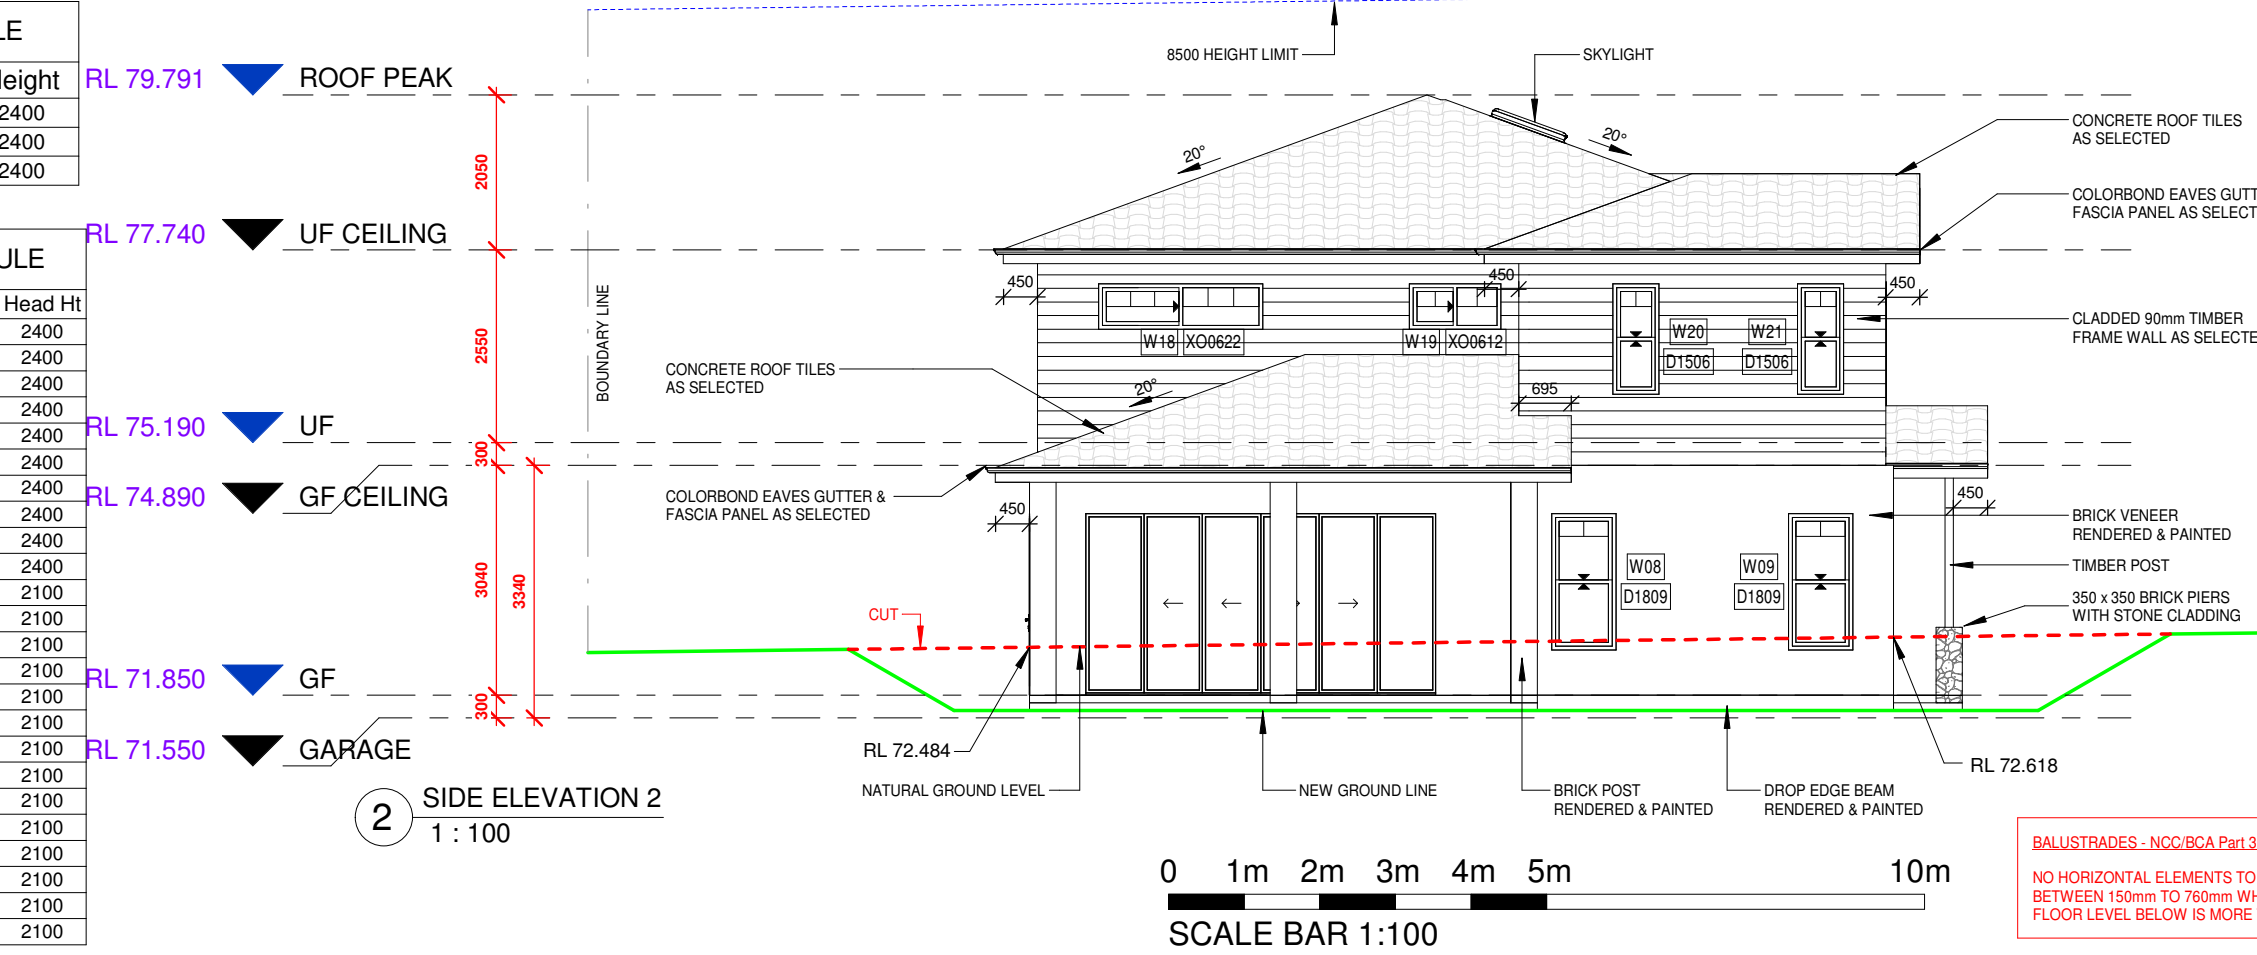 LE
Height
2400
2400
2400
ULE
Head Ht
2400
2400
2400
2400
2400
2400
2400
2400
2400
2400
2100
2100
2100
2100
2100
2100
2100
2100
2100
2100
2100
2100
2100
2100
RL 79.791 ROOF PEAK
RL 77.740 UF CEILING
RL 75.190 UF
RL 74.890 GF CEILING
RL 71.850 GF
RL 71.550 GARAGE
2050
2550
300
3040
3340
300
BOUNDARY LINE
8500 HEIGHT LIMIT
SKYLIGHT
20°
20°
CONCRETE ROOF TILES
AS SELECTED
COLORBOND EAVES GUTT
FASCIA PANEL AS SELECT
450
450
450
W18 XO0622
W19 XO0612
W20
D1506
W21
D1506
CLADDED 90mm TIMBER
FRAME WALL AS SELECTE
CONCRETE ROOF TILES
AS SELECTED
20°
695
COLORBOND EAVES GUTTER &
FASCIA PANEL AS SELECTED
450
450
BRICK VENEER
RENDERED & PAINTED
W08
D1809
W09
D1809
TIMBER POST
350 x 350 BRICK PIERS
WITH STONE CLADDING
CUT
RL 72.484
RL 72.618
NATURAL GROUND LEVEL
NEW GROUND LINE
BRICK POST
RENDERED & PAINTED
DROP EDGE BEAM
RENDERED & PAINTED
2
SIDE ELEVATION 2
1 : 100
0 1m 2m 3m 4m 5m 10m
SCALE BAR 1:100
BALUSTRADES - NCC/BCA Part 3
NO HORIZONTAL ELEMENTS TO
BETWEEN 150mm TO 760mm WH
FLOOR LEVEL BELOW IS MORE